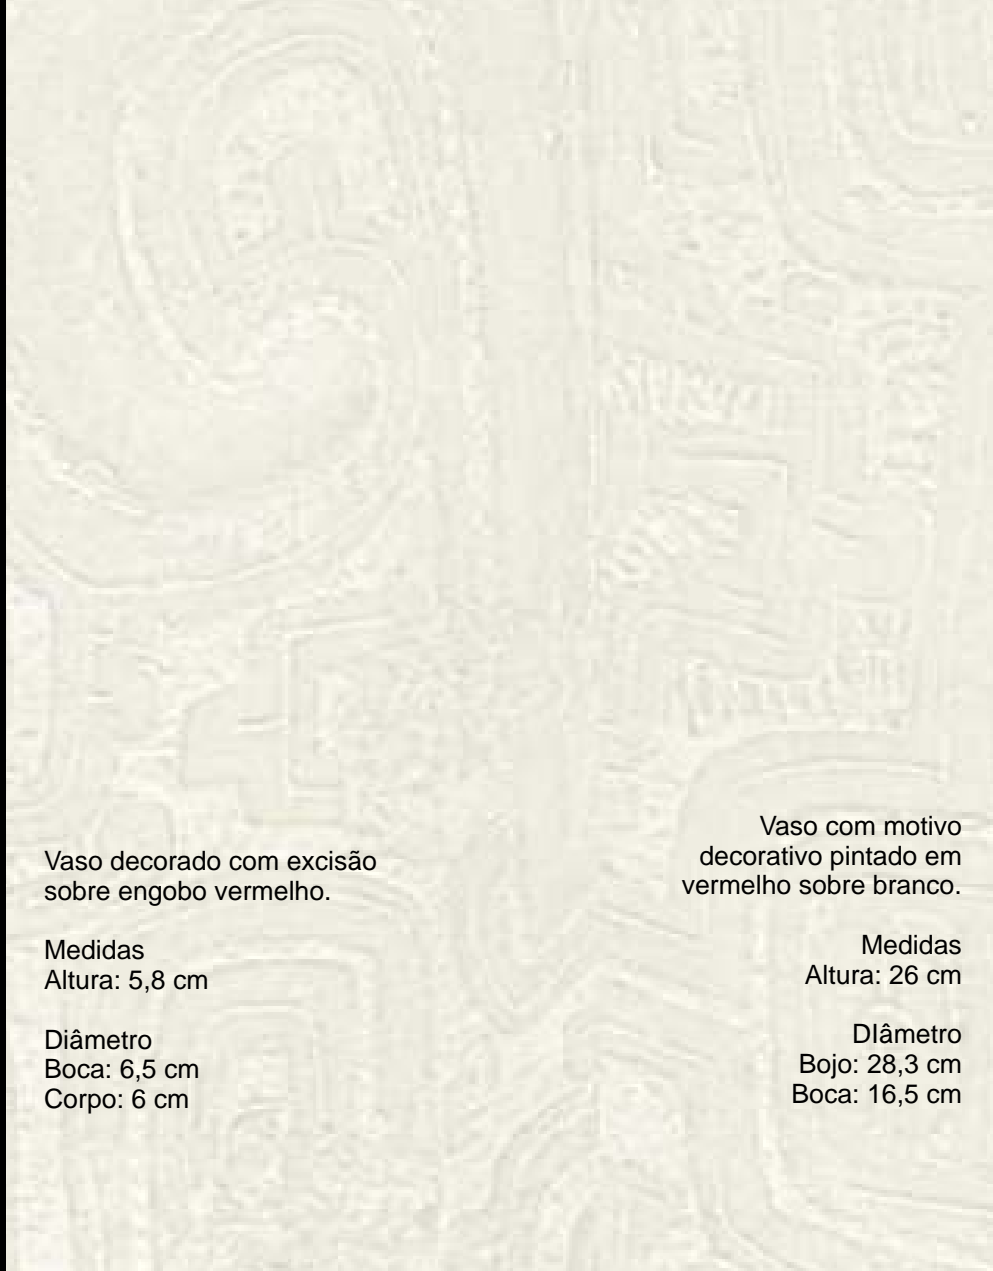 Vaso decorado com excisão
sobre engobo vermelho.
Medidas
Altura: 5,8 cm
Diâmetro
Boca: 6,5 cm
Corpo: 6 cm
Vaso com motivo
decorativo pintado em
vermelho sobre branco.
Medidas
Altura: 26 cm
DIâmetro
Bojo: 28,3 cm
Boca: 16,5 cm